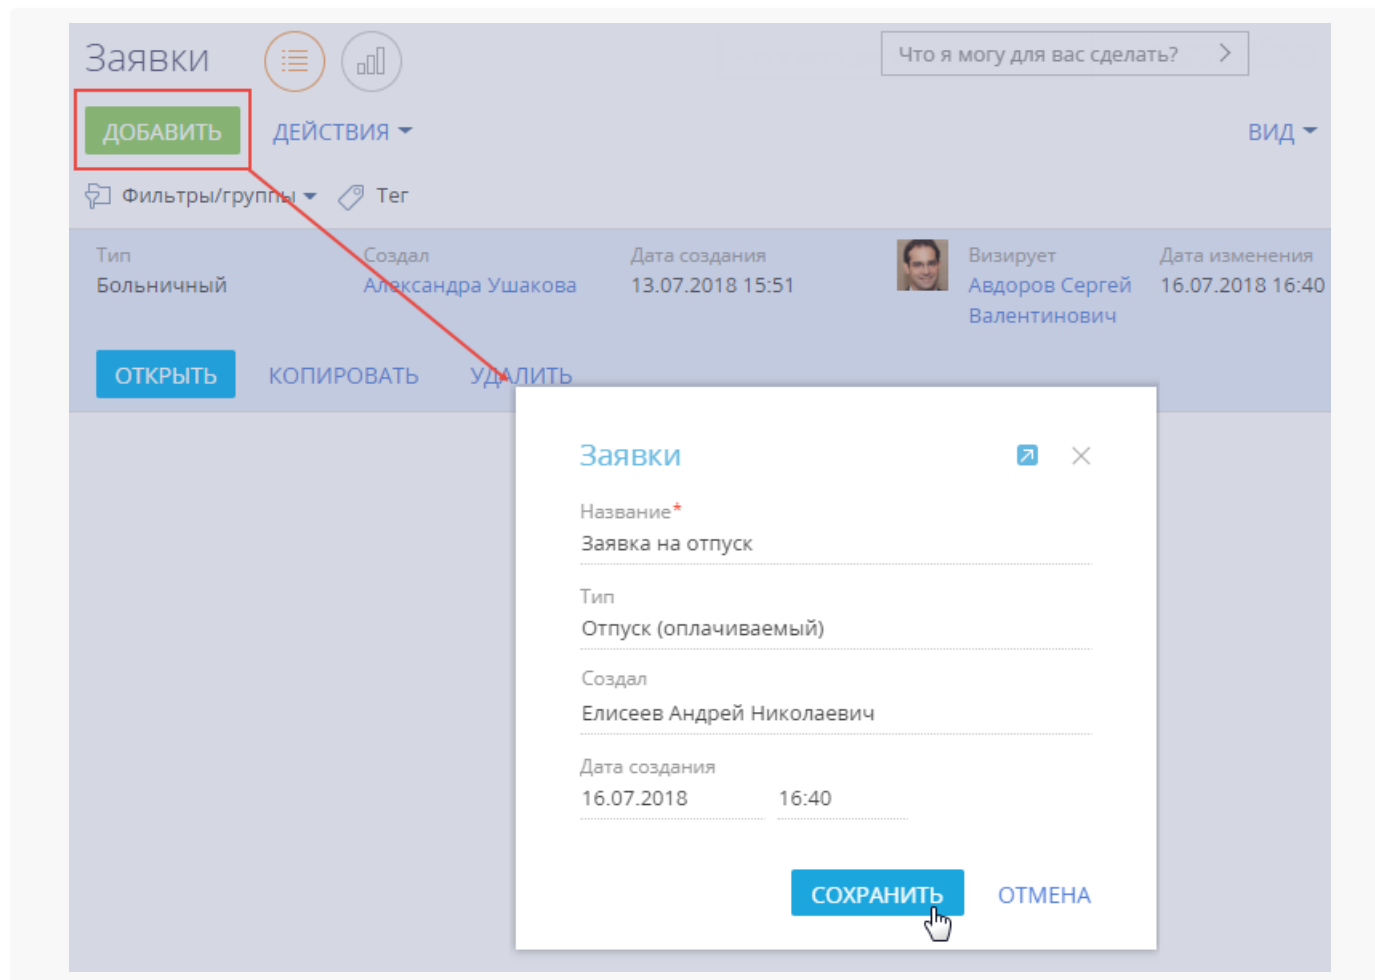 Заявки
Что я могу для вас сделать?
ДОБАВИТЬ
ДЕЙСТВИЯ
ВИД
Фильтры/группы
Тег
Тип
Создал
Дата создания
Визирует
Дата изменения
Больничный
Александра Ушакова
13.07.2018 15:51
Авдоров Сергей
16.07.2018 16:40
Валентинович
ОТКРЫТЬ
КОПИРОВАТЬ
УДАЛИТЬ
Заявки
Название*
Заявка на отпуск
Тип
Отпуск (оплачиваемый)
Создал
Елисеев Андрей Николаевич
Дата создания
16.07.2018
16:40
СОХРАНИТЬ
ОТМЕНА